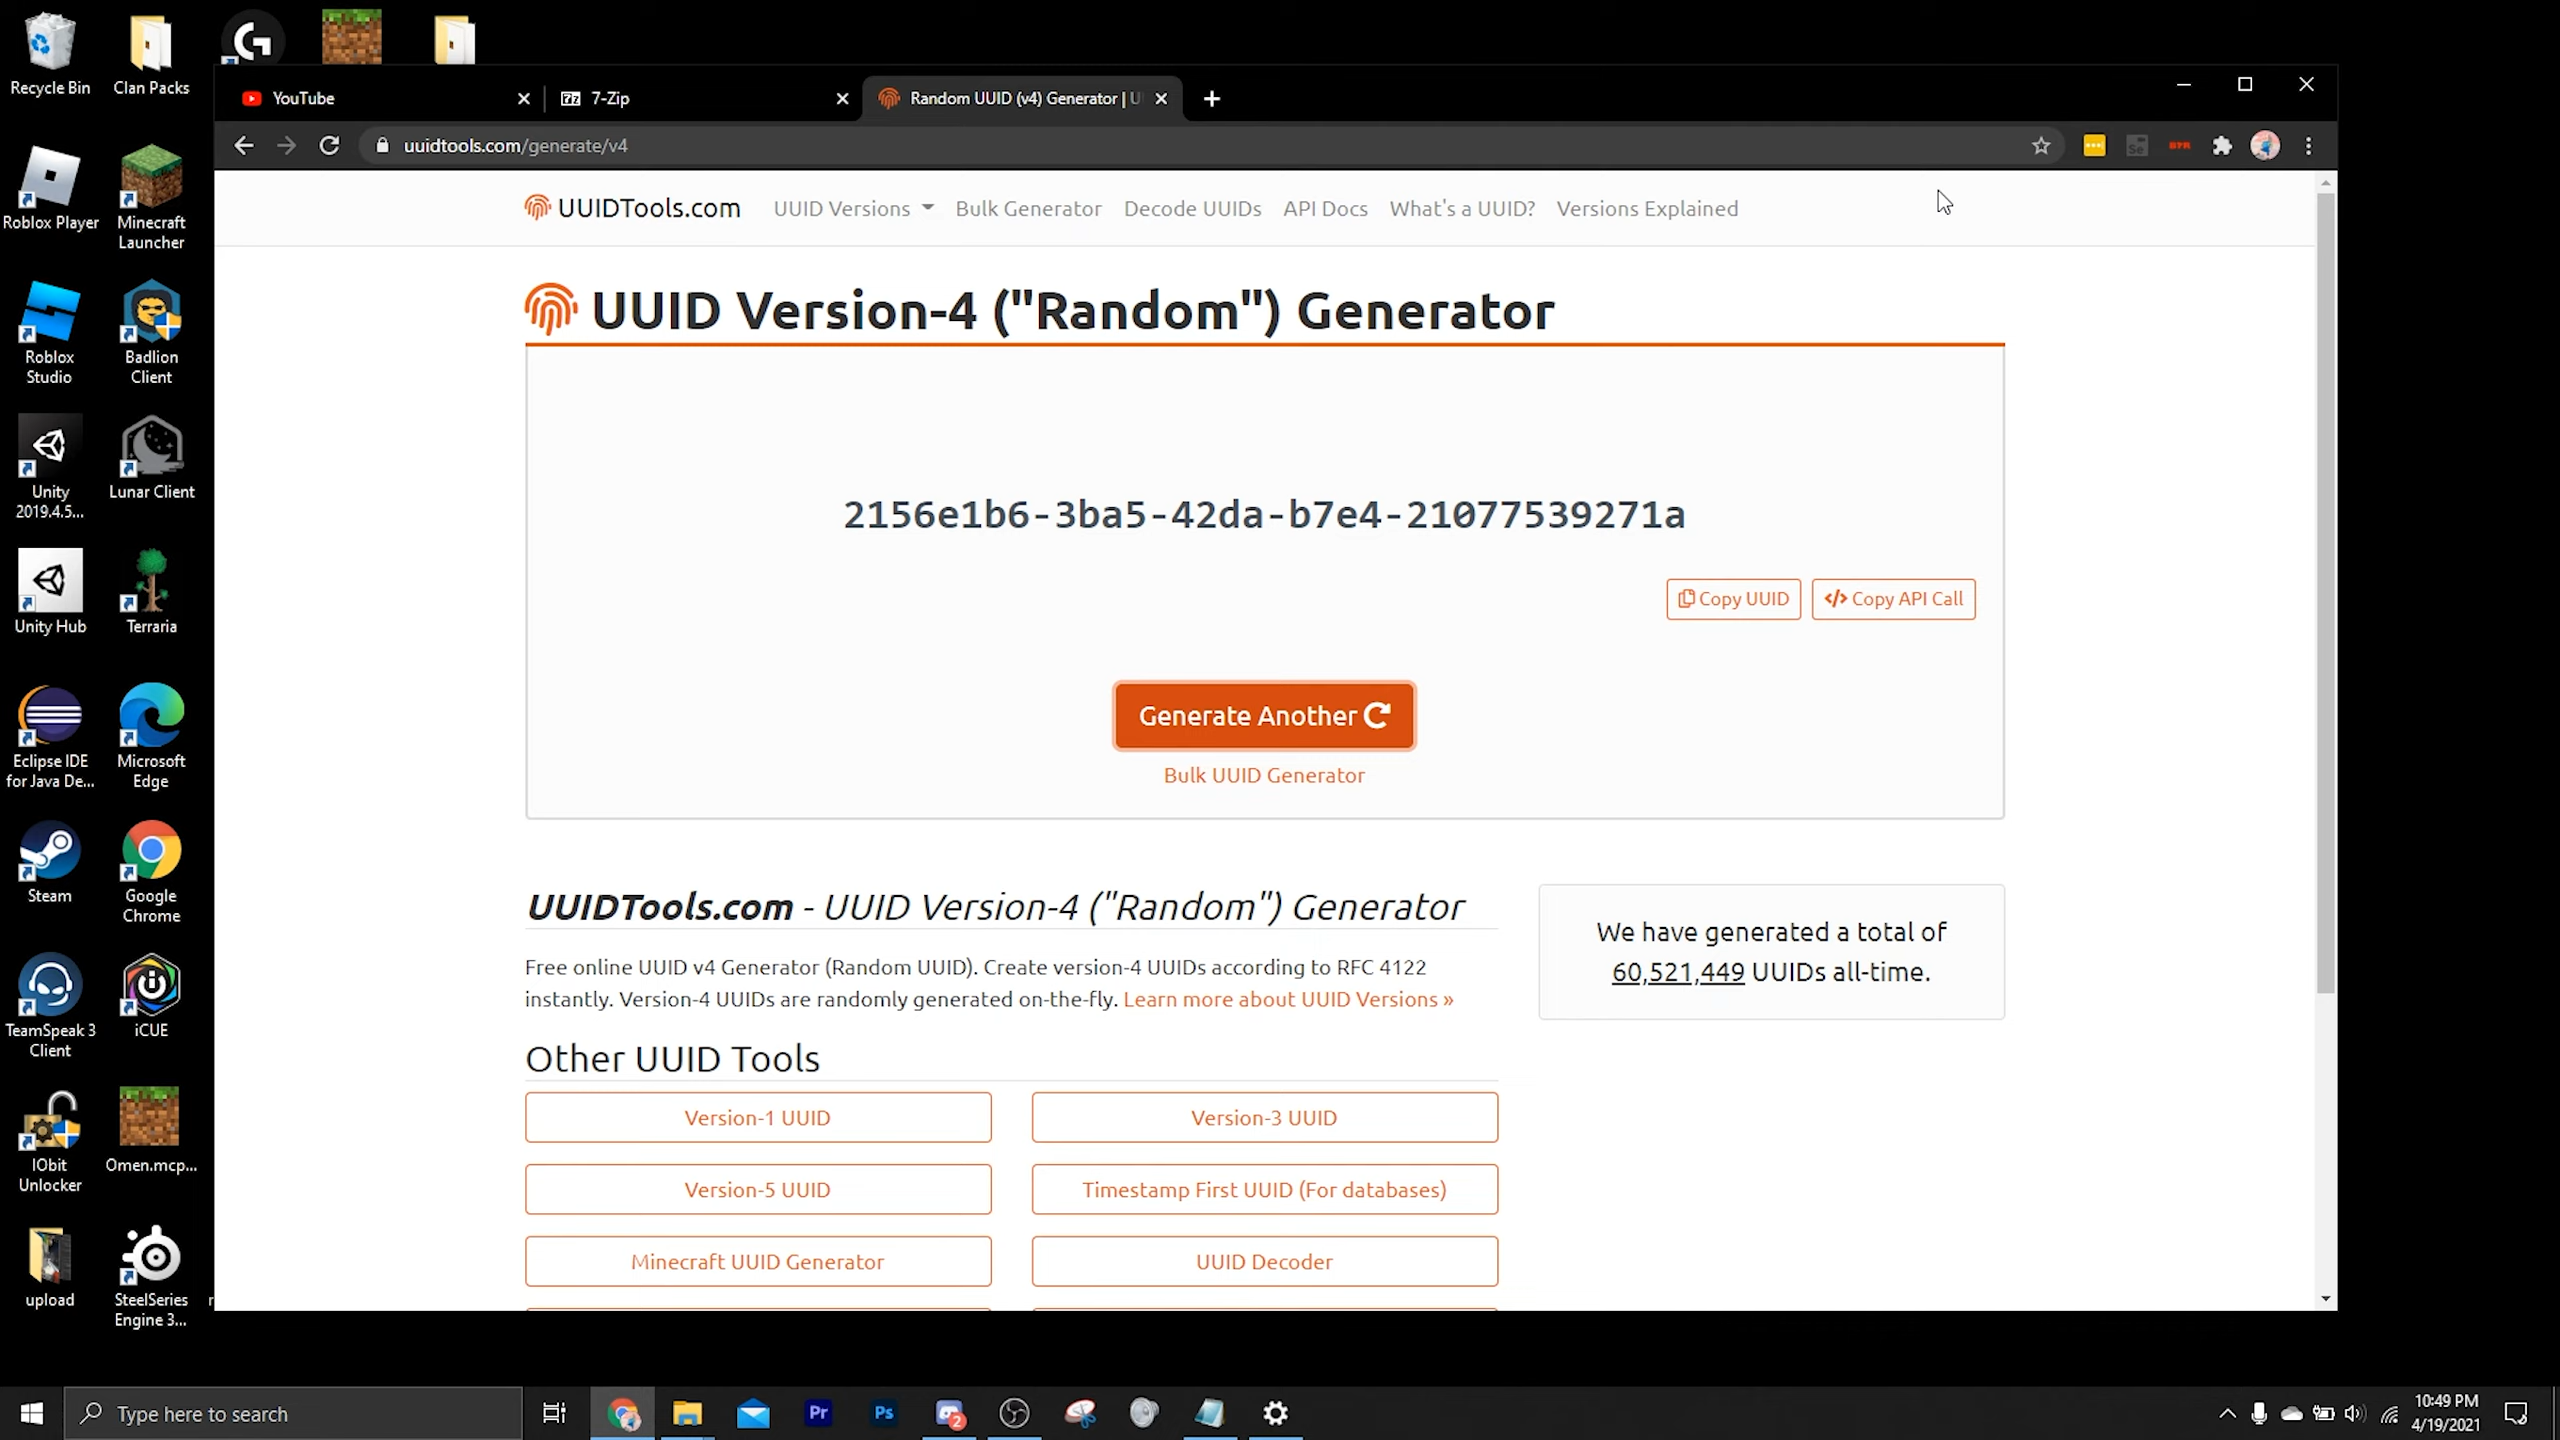 Recycle Bin
Clan Packs
Roblox Player
Minecraft
Launcher
Roblox
Studio
Badlion
Client
Unity
2019.4.5...
Lunar Client
Unity Hub
Terraria
Eclipse IDE
for Java De...
Microsoft
Edge
Steam
Google
Chrome
TeamSpeak 3
Client
iCUE
IObit
Unlocker
Omen.mcp...
upload
SteelSeries
Engine 3...
YouTube
7-Zip
Random UUID (v4) Generator | U
uuidtools.com/generate/v4
UUIDTools.com
UUID Versions
Bulk Generator
Decode UUIDs
API Docs
What's a UUID?
Versions Explained
UUID Version-4 ("Random") Generator
2156e1b6-3ba5-42da-b7e4-21077539271a
Copy UUID
</> Copy API Call
Generate Another
Bulk UUID Generator
UUIDTools.com - UUID Version-4 ("Random") Generator
Free online UUID v4 Generator (Random UUID). Create version-4 UUIDs according to RFC 4122
instantly. Version-4 UUIDs are randomly generated on-the-fly. Learn more about UUID Versions »
We have generated a total of
60,521,449 UUIDs all-time.
Other UUID Tools
Version-1 UUID
Version-3 UUID
Version-5 UUID
Timestamp First UUID (For databases)
Minecraft UUID Generator
UUID Decoder
Type here to search
Pr
Ps
2
10:49 PM
4/19/2021